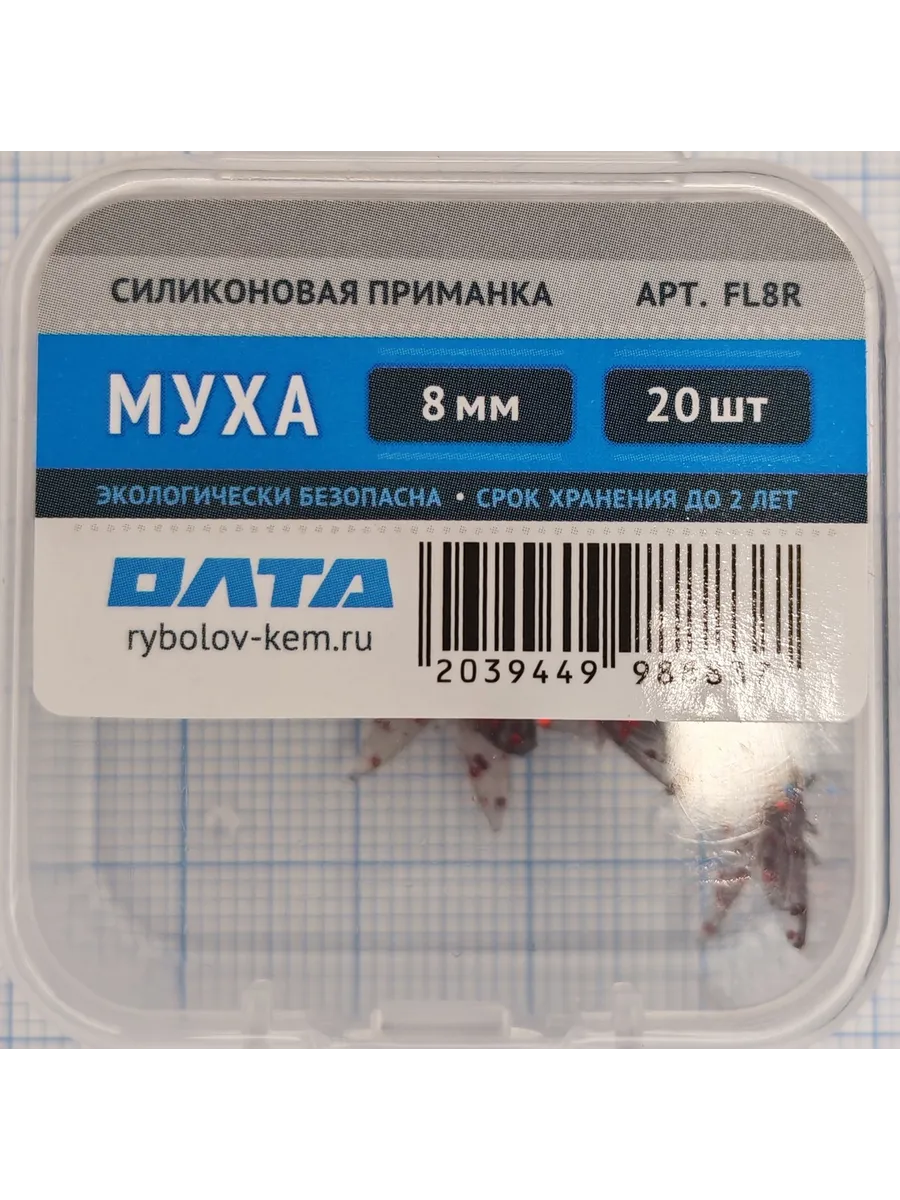 СИЛИКОНОВАЯ ПРИМАНКА АРТ. FL8R
МУХА 8 мм 20 шт
ЭКОЛОГИЧЕСКИ БЕЗОПАСНА • СРОК ХРАНЕНИЯ ДО 2 ЛЕТ
ОЛТА
rybolov-kem.ru
2039449